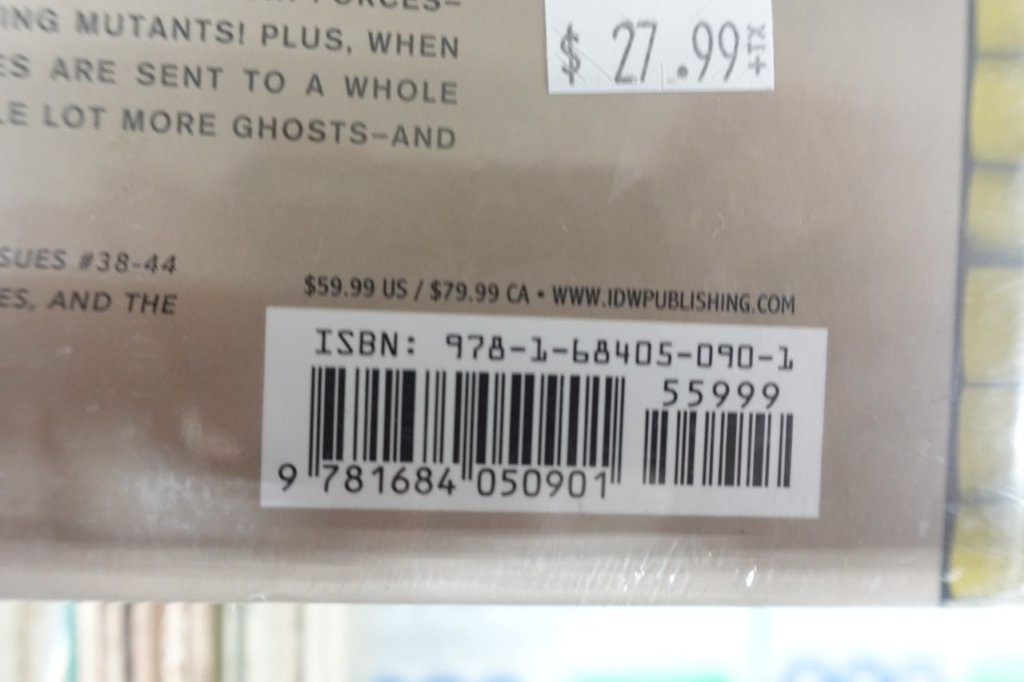 ING MUTANTS! PLUS, WHEN
ES ARE SENT TO A WHOLE
LE LOT MORE GHOSTS—AND
$ 27.99 +TX
SUES #38-44
ES, AND THE
$59.99 US / $79.99 CA • WWW.IDWPUBLISHING.COM
ISBN: 978-1-68405-090-1
55999
9 781684 050901